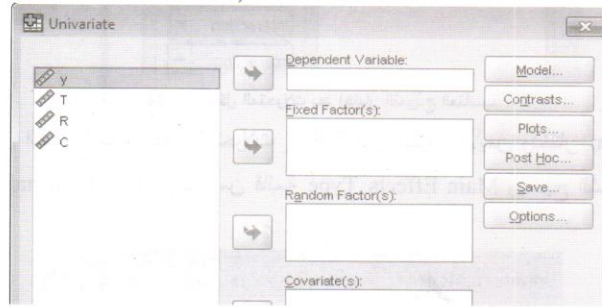 Univariate
y
T
R
C
Dependent Variable:
Fixed Factor(s):
Random Factor(s):
Covariate(s):
Model...
Contrasts...
Plots...
Post Hoc...
Save...
Options...